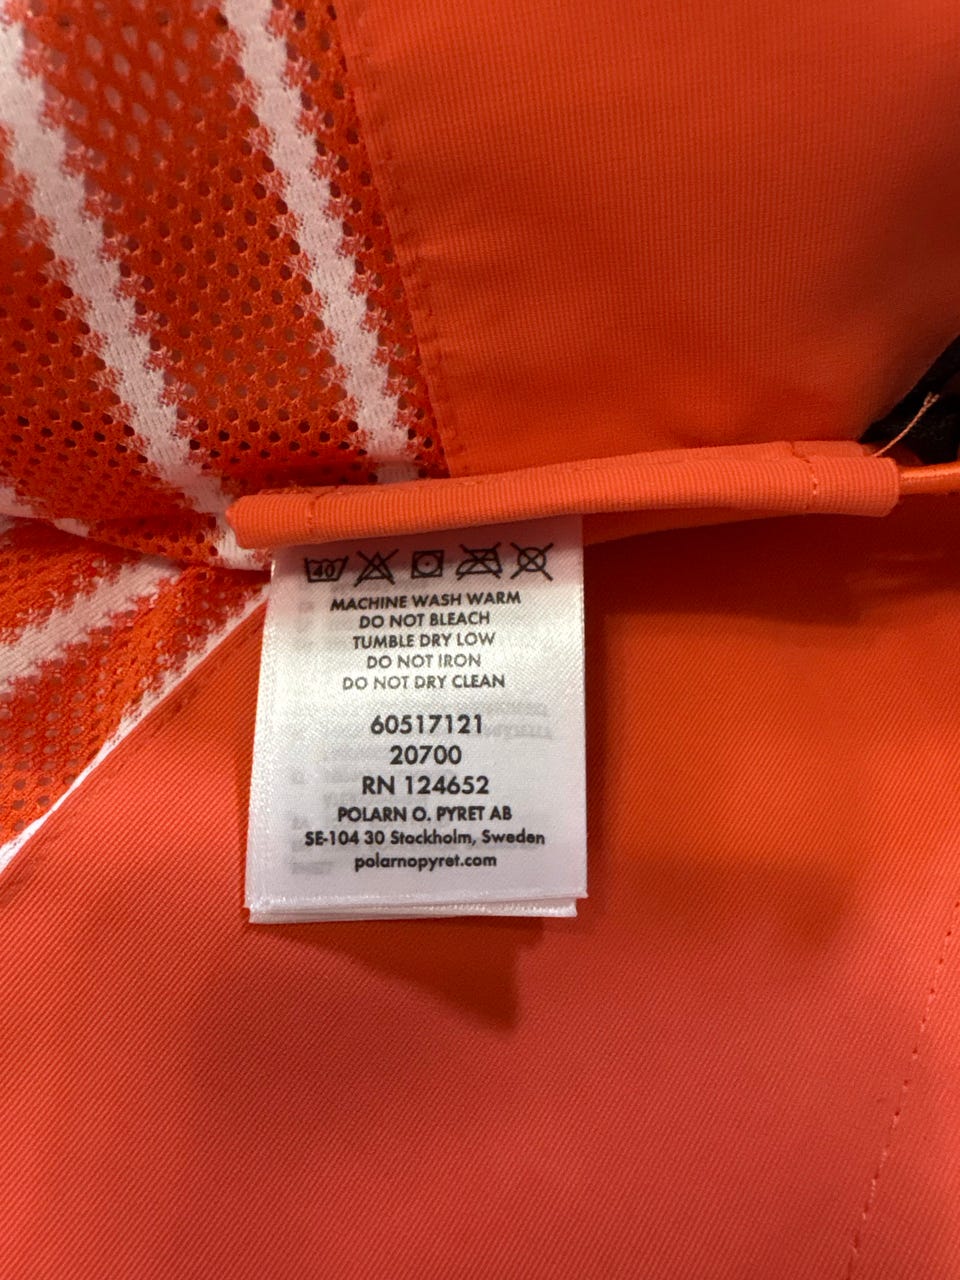 40
MACHINE WASH WARM
DO NOT BLEACH
TUMBLE DRY LOW
DO NOT IRON
DO NOT DRY CLEAN
60517121
20700
RN 124652
POLARN O. PYRET AB
SE-104 30 Stockholm, Sweden
polarnopyret.com